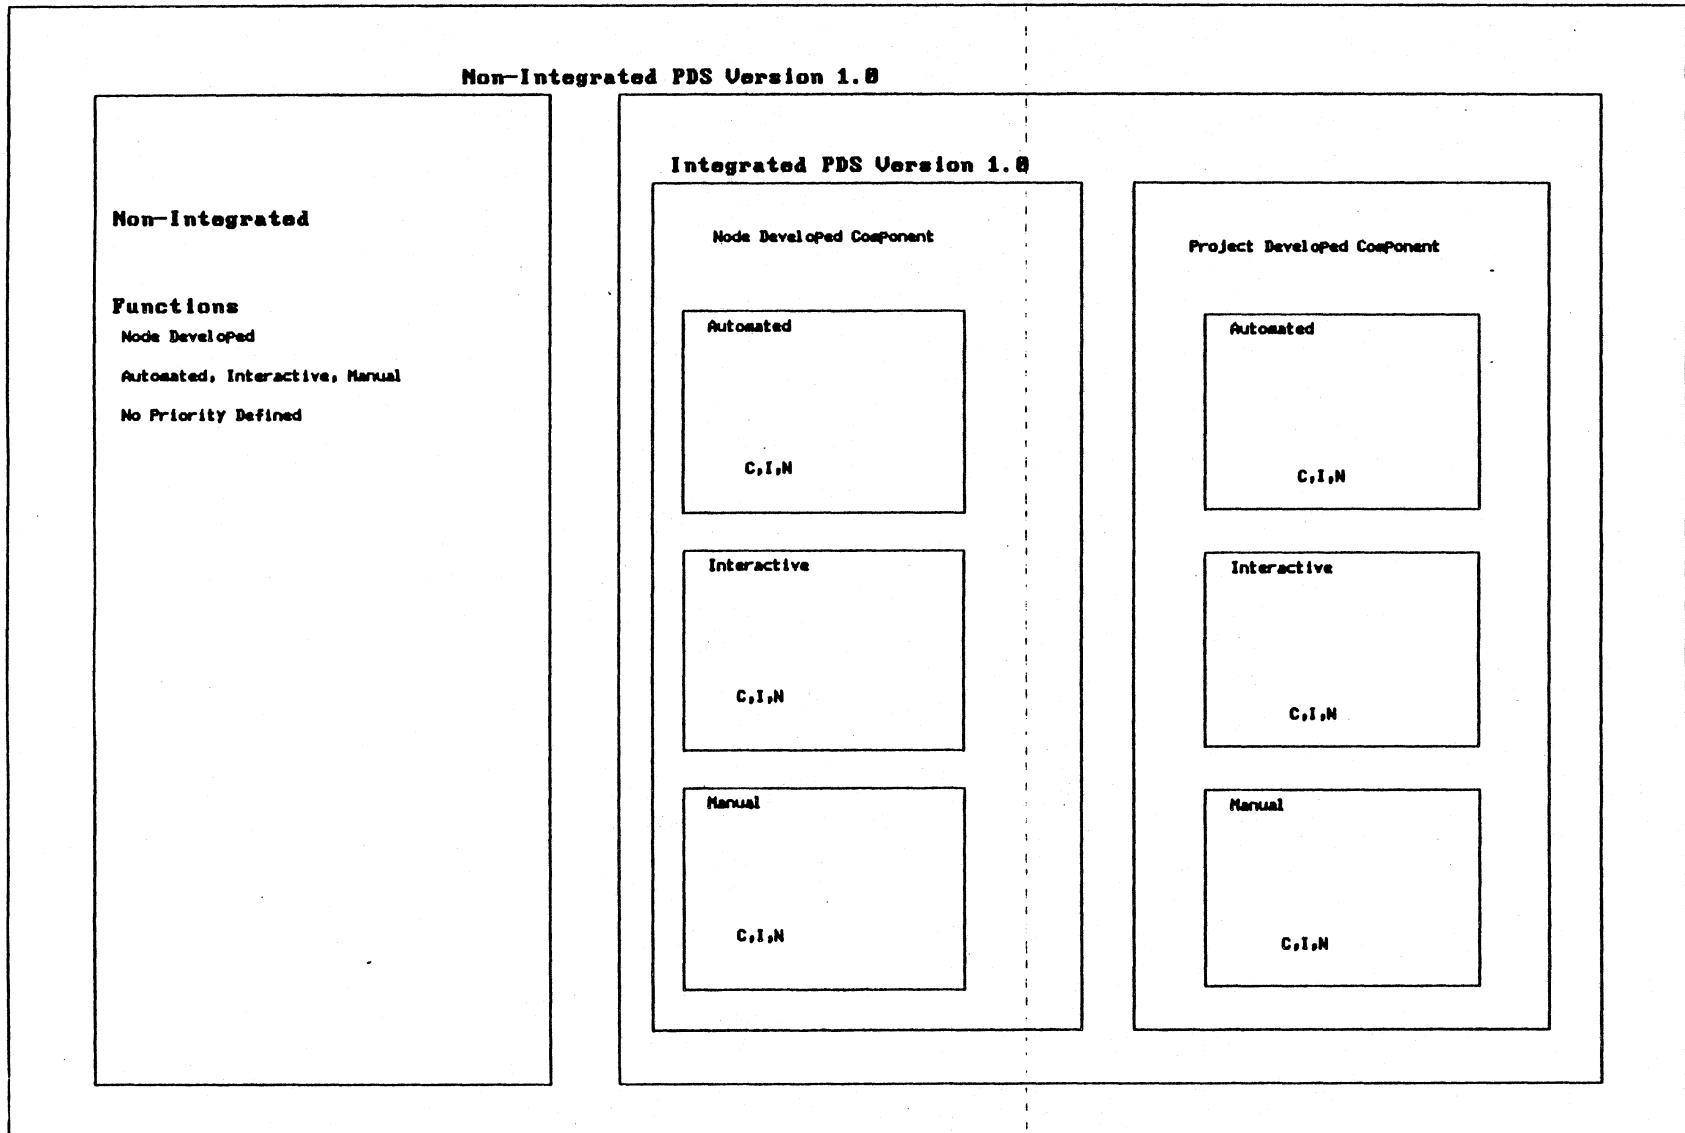 Non-Integrated PDS Version 1.0
Non-Integrated
Functions
Node Developed
Automated, Interactive, Manual
No Priority Defined
Integrated PDS Version 1.0
Node Developed Component
Automated
C,I,N
Interactive
C,I,N
Manual
C,I,N
Project Developed Component
Automated
C,I,N
Interactive
C,I,N
Manual
C,I,N